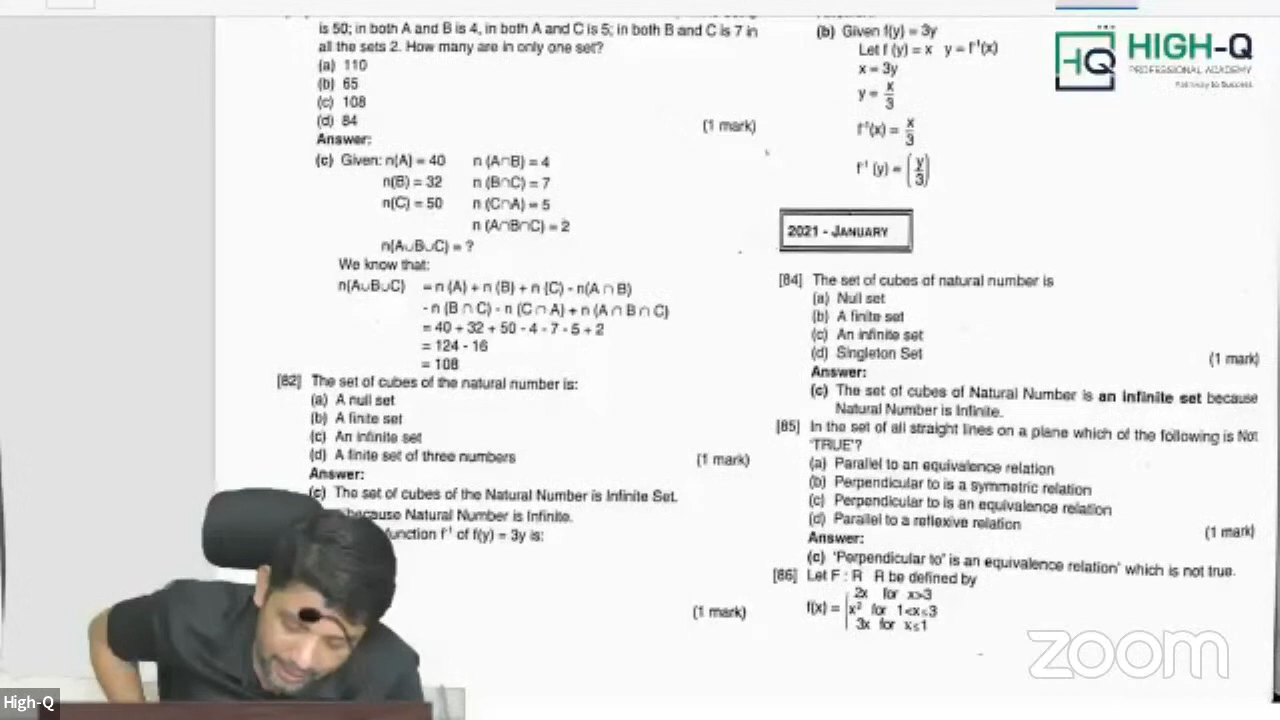 is 50; in both A and B is 4, in both A and C is 5; in both B and C is 7 in
all the sets 2. How many are in only one set?
(a) 110
(b) 65
(c) 108
(d) 84
(1 mark)
Answer:
(c) Given: n(A) = 40 n (A∩B) = 4
n(B) = 32 n (B∩C) = 7
n(C) = 50 n (C∩A) = 5
n (A∩B∩C) = 2
n(A∪B∪C) = ?
We know that:
n(A∪B∪C) = n (A) + n (B) + n (C) - n(A ∩ B)
- n (B ∩ C) - n (C ∩ A) + n (A ∩ B ∩ C)
= 40 + 32 + 50 - 4 - 7 - 5 + 2
= 124 - 16
= 108
[82] The set of cubes of the natural number is:
(a) A null set
(b) A finite set
(c) An infinite set
(d) A finite set of three numbers
(1 mark)
Answer:
(c) The set of cubes of the Natural Number is Infinite Set.
because Natural Number is Infinite.
function f⁻¹ of f(y) = 3y is:
(1 mark)
(b) Given f(y) = 3y
Let f (y) = x y = f⁻¹(x)
x = 3y
y = x/3
f⁻¹(x) = x/3
f⁻¹ (y) = (y/3)
2021 - JANUARY
[84] The set of cubes of natural number is
(a) Null set
(b) A finite set
(c) An infinite set
(d) Singleton Set
(1 mark)
Answer:
(c) The set of cubes of Natural Number is an infinite set because
Natural Number is Infinite.
[85] In the set of all straight lines on a plane which of the following is Not
'TRUE'?
(a) Parallel to an equivalence relation
(b) Perpendicular to is a symmetric relation
(c) Perpendicular to is an equivalence relation
(d) Parallel to a reflexive relation
(1 mark)
Answer:
(c) 'Perpendicular to" is an equivalence relation' which is not true.
[86] Let F : R R be defined by
2x for x>3
f(x) = x² for 1<x≤3
3x for x≤1
HIGH-Q
PROFESSIONAL ACADEMY
Pathway to Success
HQ
zoom
High-Q